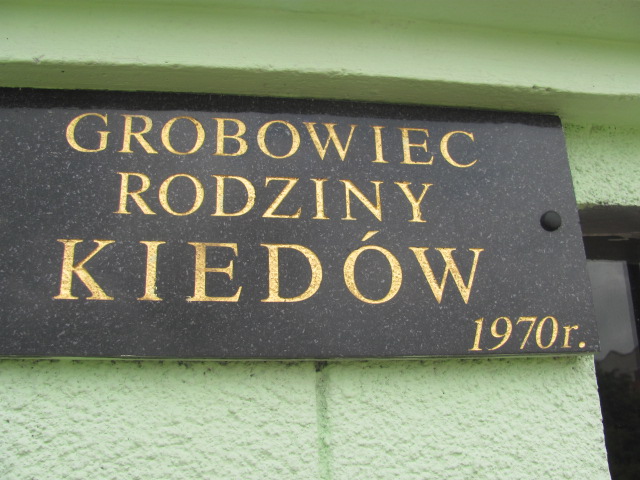 GROBOWIEC
RODZINY
KIEDÓW
1970r.